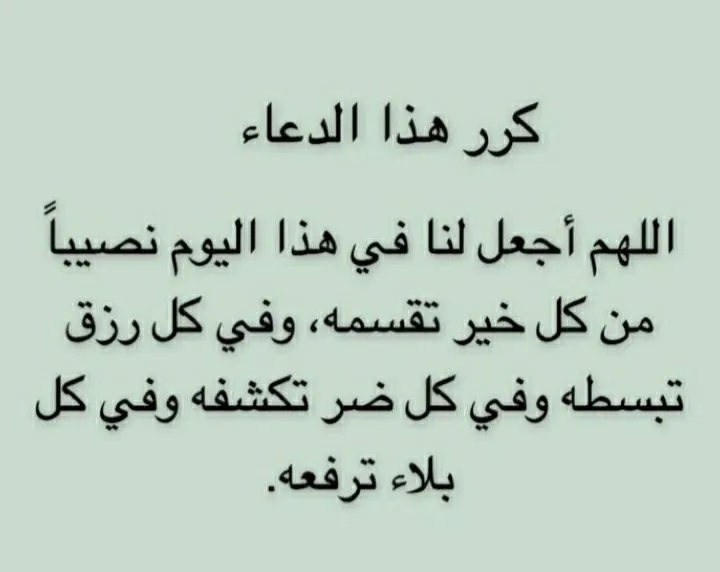 كرر هذا الدعاء
اللهم أجعل لنا في هذا اليوم نصيباً
من كل خير تقسمه، وفي كل رزق
تبسطه وفي كل ضر تكشفه وفي كل
بلاء ترفعه.